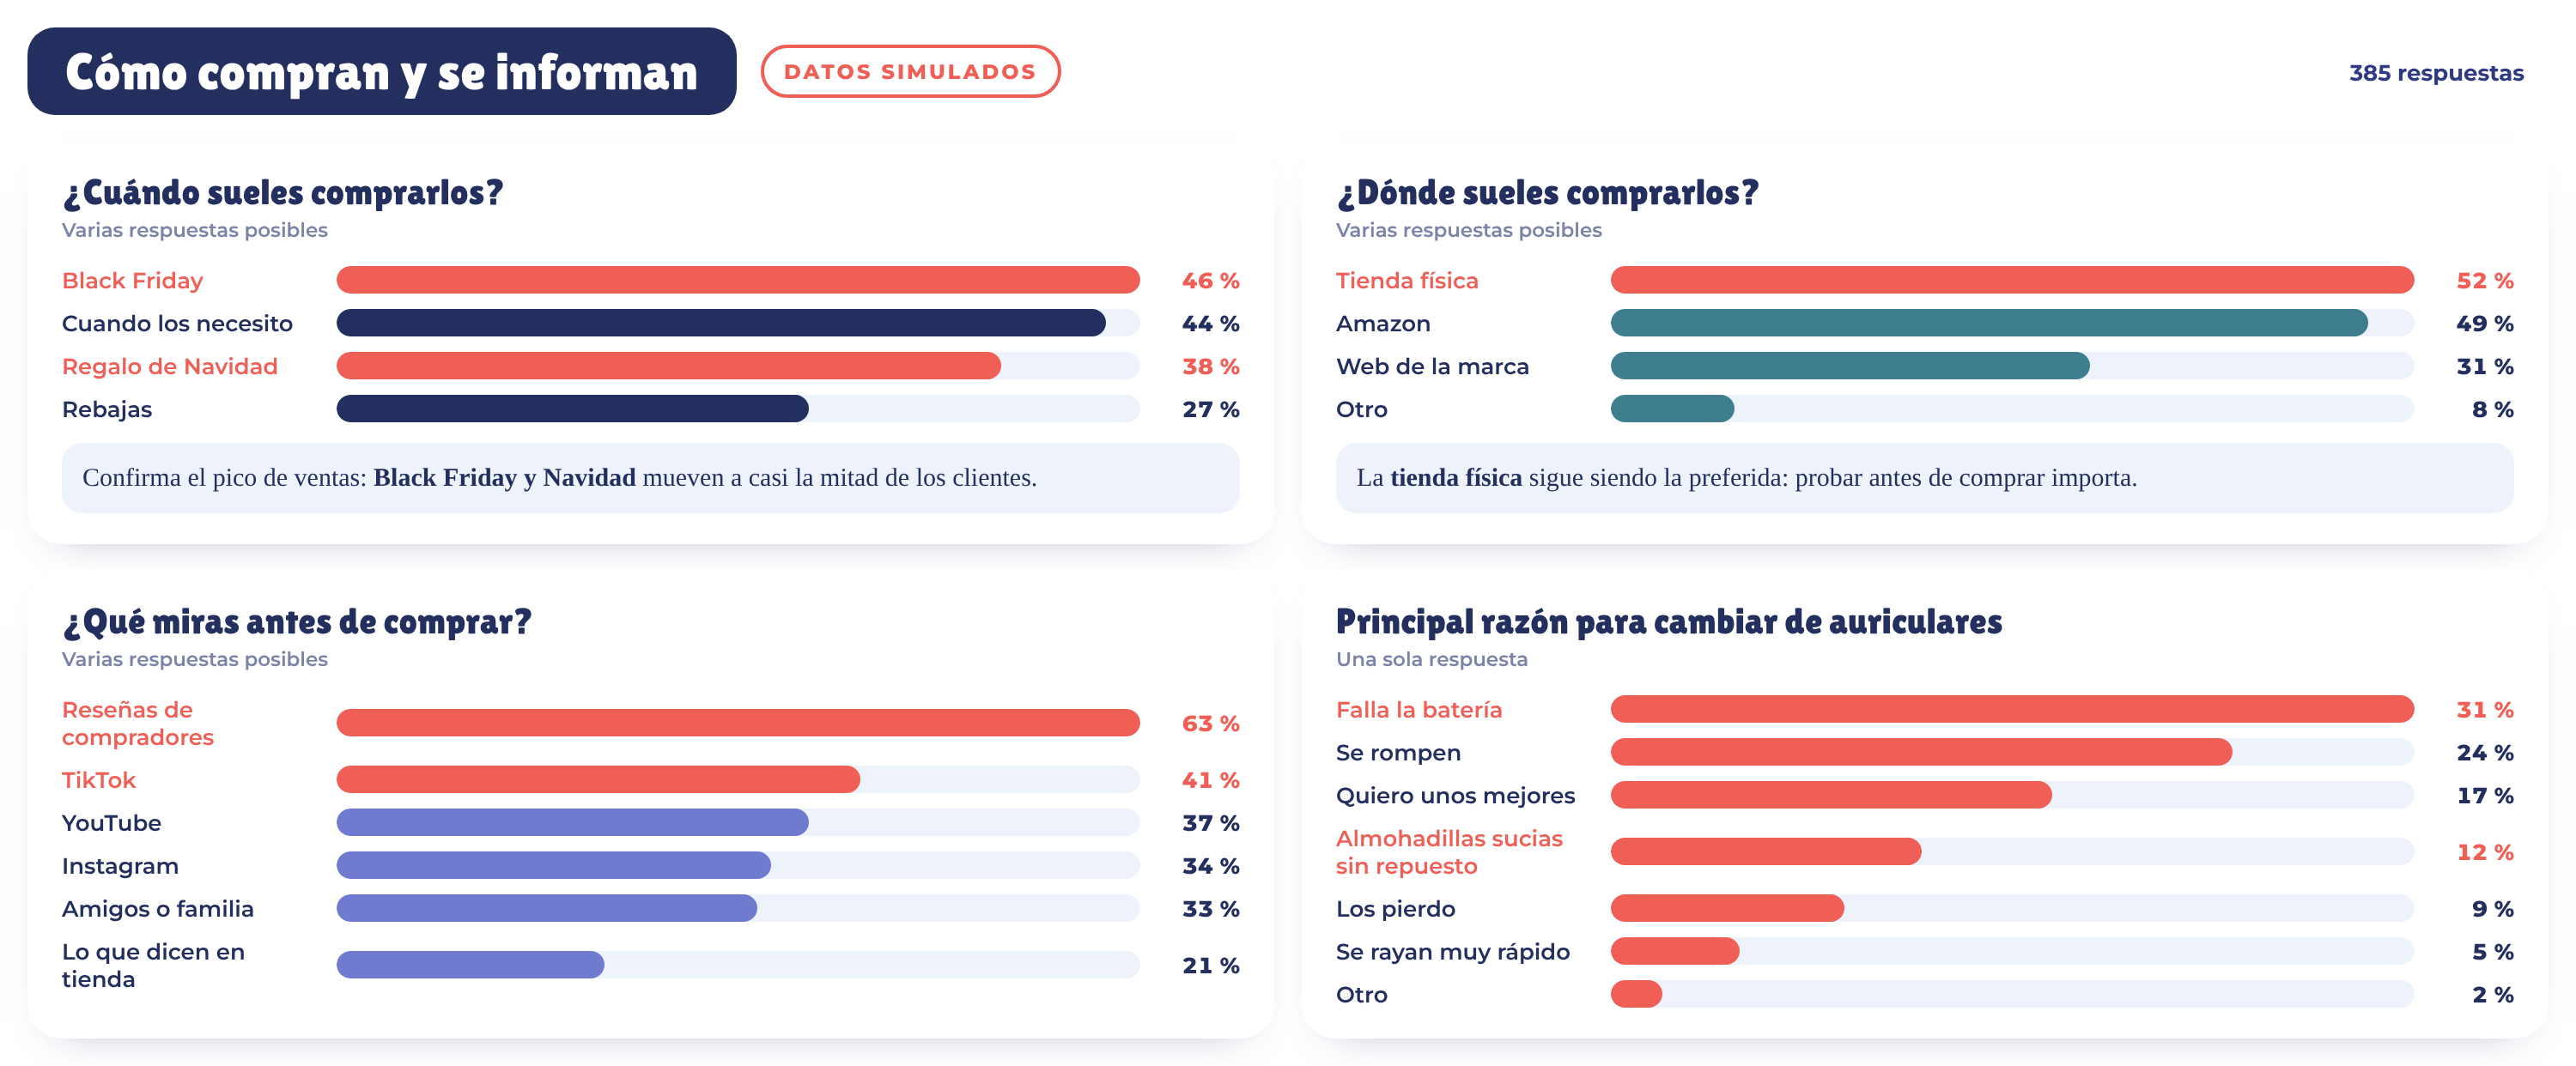 Cómo compran y se informan
DATOS SIMULADOS
385 respuestas
¿Cuándo sueles comprarlos?
Varias respuestas posibles
Black Friday 46 %
Cuando los necesito 44 %
Regalo de Navidad 38 %
Rebajas 27 %
Confirma el pico de ventas: Black Friday y Navidad mueven a casi la mitad de los clientes.
¿Dónde sueles comprarlos?
Varias respuestas posibles
Tienda física 52 %
Amazon 49 %
Web de la marca 31 %
Otro 8 %
La tienda física sigue siendo la preferida: probar antes de comprar importa.
¿Qué miras antes de comprar?
Varias respuestas posibles
Reseñas de
compradores 63 %
TikTok 41 %
YouTube 37 %
Instagram 34 %
Amigos o familia 33 %
Lo que dicen en
tienda 21 %
Principal razón para cambiar de auriculares
Una sola respuesta
Falla la batería 31 %
Se rompen 24 %
Quiero unos mejores 17 %
Almohadillas sucias
sin repuesto 12 %
Los pierdo 9 %
Se rayan muy rápido 5 %
Otro 2 %